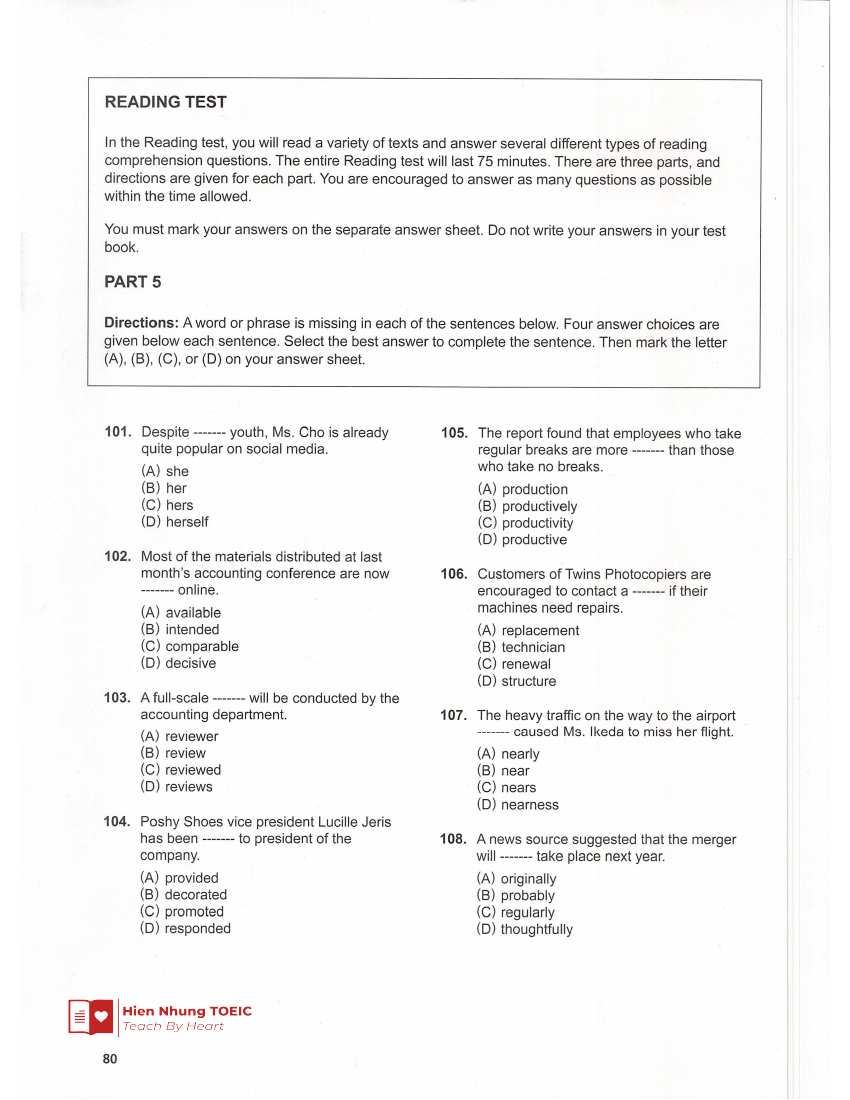 READING TEST
In the Reading test, you will read a variety of texts and answer several different types of reading
comprehension questions. The entire Reading test will last 75 minutes. There are three parts, and
directions are given for each part. You are encouraged to answer as many questions as possible
within the time allowed.
You must mark your answers on the separate answer sheet. Do not write your answers in your test
book.
PART 5
Directions: A word or phrase is missing in each of the sentences below. Four answer choices are
given below each sentence. Select the best answer to complete the sentence. Then mark the letter
(A), (B), (C), or (D) on your answer sheet.
101. Despite ------- youth, Ms. Cho is already
quite popular on social media.
(A) she
(B) her
(C) hers
(D) herself
102. Most of the materials distributed at last
month's accounting conference are now
------- online.
(A) available
(B) intended
(C) comparable
(D) decisive
103. A full-scale ------- will be conducted by the
accounting department.
(A) reviewer
(B) review
(C) reviewed
(D) reviews
104. Poshy Shoes vice president Lucille Jeris
has been ------- to president of the
company.
(A) provided
(B) decorated
(C) promoted
(D) responded
105. The report found that employees who take
regular breaks are more ------- than those
who take no breaks.
(A) production
(B) productively
(C) productivity
(D) productive
106. Customers of Twins Photocopiers are
encouraged to contact a ------- if their
machines need repairs.
(A) replacement
(B) technician
(C) renewal
(D) structure
107. The heavy traffic on the way to the airport
------- caused Ms. Ikeda to miss her flight.
(A) nearly
(B) near
(C) nears
(D) nearness
108. A news source suggested that the merger
will ------- take place next year.
(A) originally
(B) probably
(C) regularly
(D) thoughtfully
Hien Nhung TOEIC
Teach By Heart
80